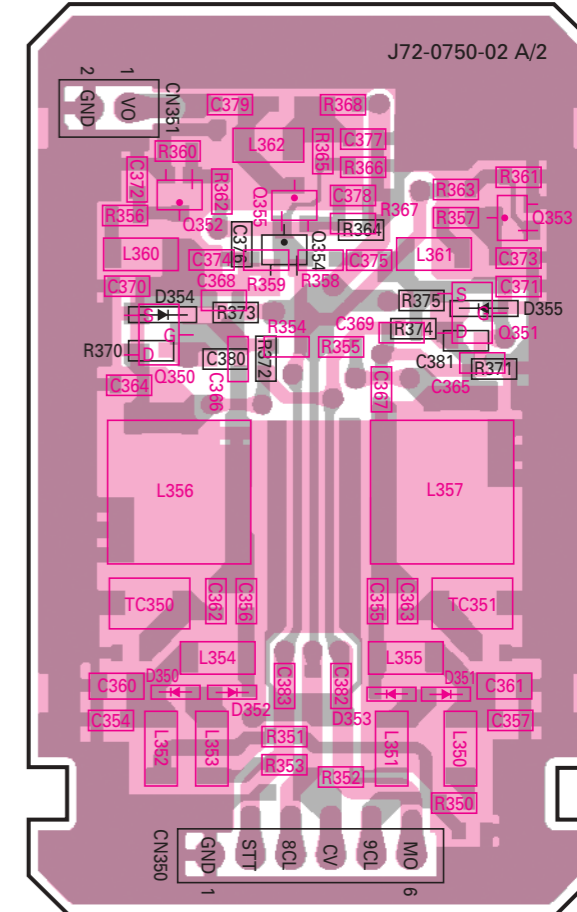 J72-0750-02 A/2
2 1 CN351
GND VO
C379 R368
L362 R365 C377
R360 R366
C372 R362 R361
Q355 C378 R363
R356 Q352 R367 R357 Q353
C376 R364
L360 Q354 L361
C374 C375 C373
C370 C368 R359 R358 C371
D354 R375
S R373 S D355
G C369 R374 G
R354 D Q351
R370 D C380 R372 R355 C381
Q350 R371
C364 C366 C367 C365
L356 L357
TC350 C362 C356 C355 C363 TC351
L354 L355
D350 C383 C382 D351
C360 C361
C354 D352 D353 C357
L352 L353 R351 L351 L350
R353
R352
R350
CN350 GND STT 8CL CV 9CL MO
1 6